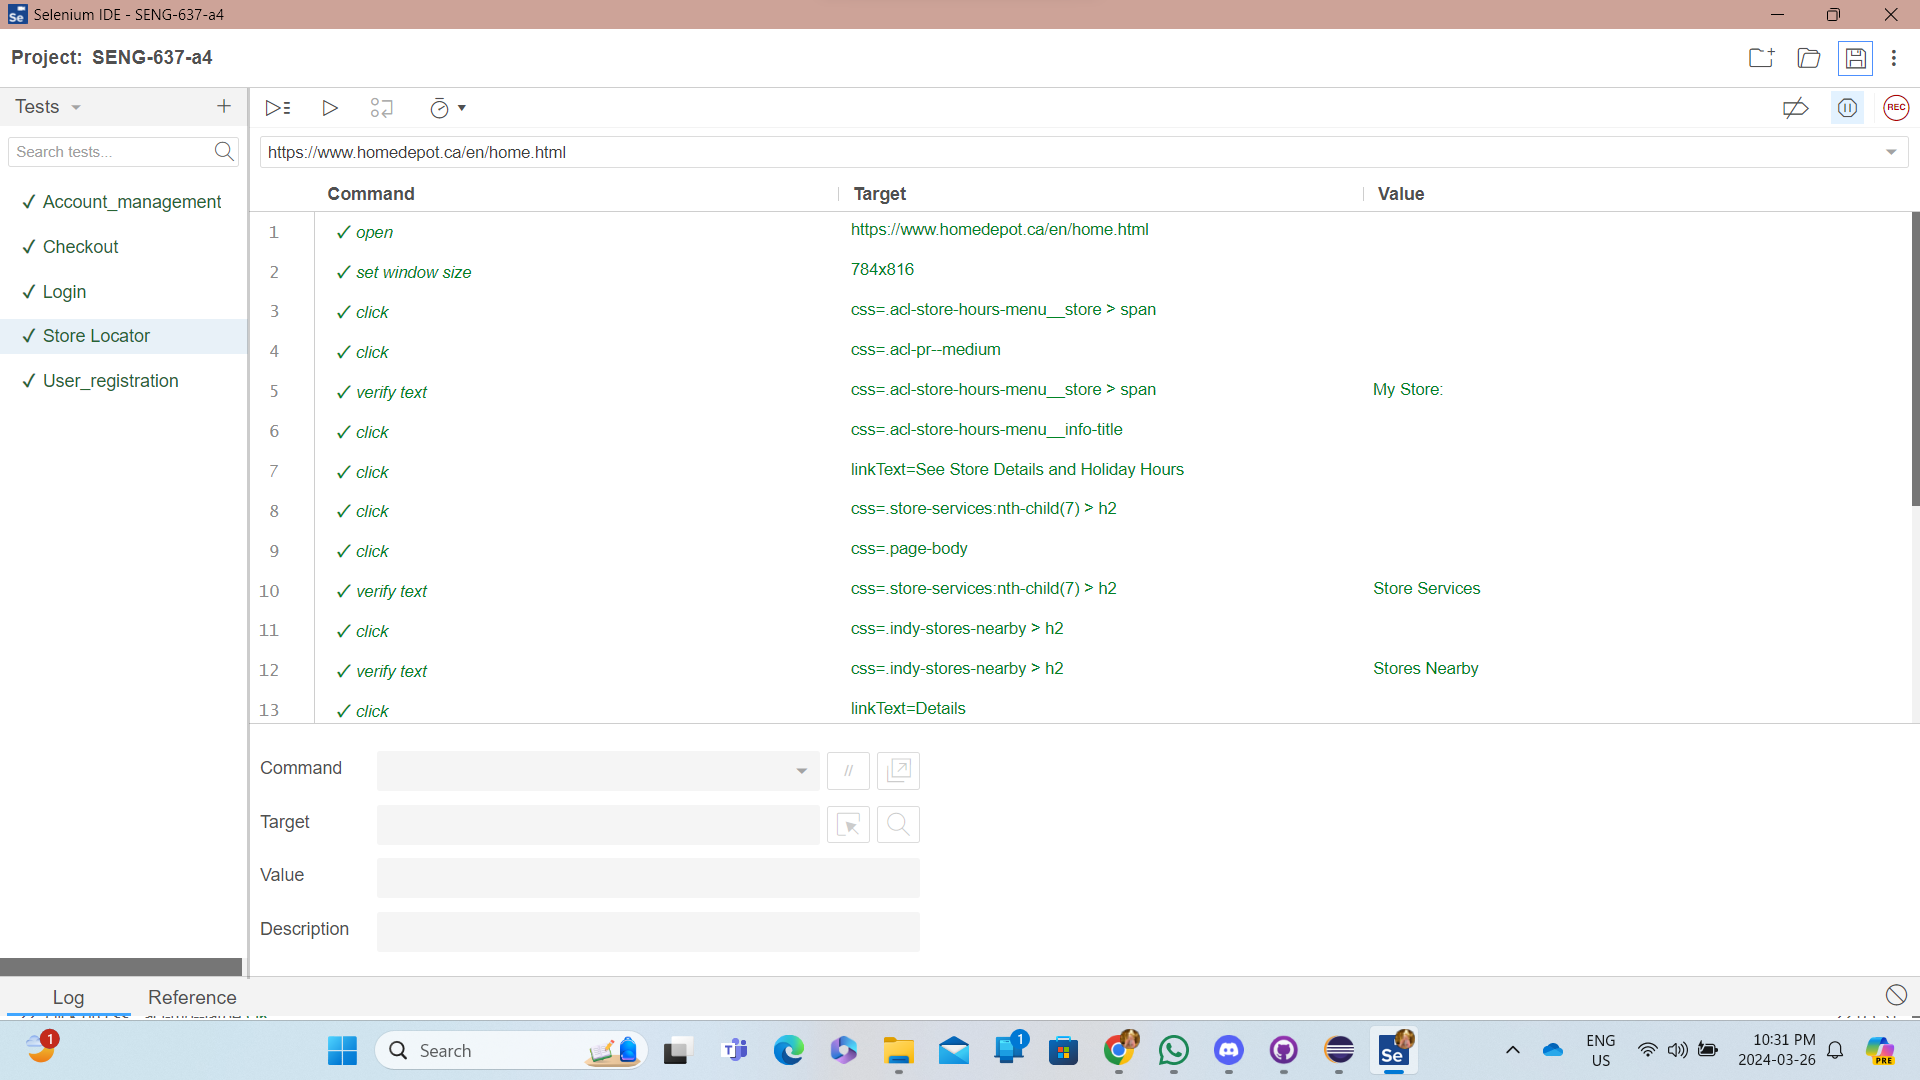 Se Selenium IDE - SENG-637-a4
Project: SENG-637-a4
Tests
Search tests...
REC
https://www.homedepot.ca/en/home.html
✓ Account_management
✓ Checkout
✓ Login
✓ Store Locator
✓ User_registration
Command Target Value
1 ✓ open https://www.homedepot.ca/en/home.html
2 ✓ set window size 784x816
3 ✓ click css=.acl-store-hours-menu__store > span
4 ✓ click css=.acl-pr--medium
5 ✓ verify text css=.acl-store-hours-menu__store > span My Store:
6 ✓ click css=.acl-store-hours-menu__info-title
7 ✓ click linkText=See Store Details and Holiday Hours
8 ✓ click css=.store-services:nth-child(7) > h2
9 ✓ click css=.page-body
10 ✓ verify text css=.store-services:nth-child(7) > h2 Store Services
11 ✓ click css=.indy-stores-nearby > h2
12 ✓ verify text css=.indy-stores-nearby > h2 Stores Nearby
13 ✓ click linkText=Details
Command
//
Target
Value
Description
Log Reference
1
Search
1
Se
ENG
US
10:31 PM
2024-03-26
PRE